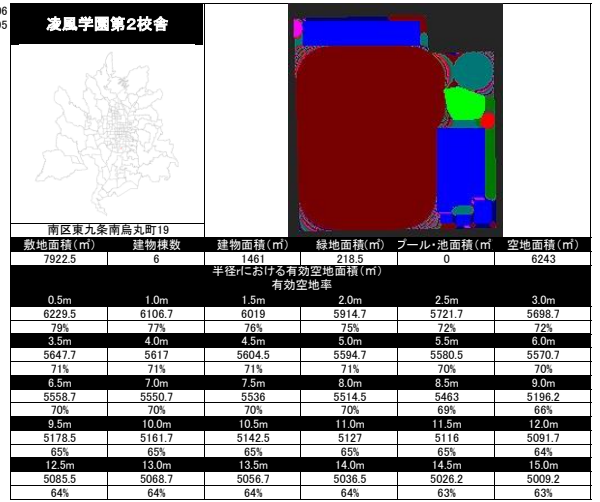 06
05
凌風学園第2校舎
南区東九条南烏丸町19
敷地面積(㎡) 建物棟数 建物面積(㎡) 緑地面積(㎡) プール・池面積(㎡ 空地面積(㎡)
7922.5 6 1461 218.5 0 6243
半径rにおける有効空地面積(㎡)
有効空地率
0.5m 1.0m 1.5m 2.0m 2.5m 3.0m
6229.5 6106.7 6019 5914.7 5721.7 5698.7
79% 77% 76% 75% 72% 72%
3.5m 4.0m 4.5m 5.0m 5.5m 6.0m
5647.7 5617 5604.5 5594.7 5580.5 5570.7
71% 71% 71% 71% 70% 70%
6.5m 7.0m 7.5m 8.0m 8.5m 9.0m
5558.7 5550.7 5536 5514.5 5463 5196.2
70% 70% 70% 70% 69% 66%
9.5m 10.0m 10.5m 11.0m 11.5m 12.0m
5178.5 5161.7 5142.5 5127 5116 5091.7
65% 65% 65% 65% 65% 64%
12.5m 13.0m 13.5m 14.0m 14.5m 15.0m
5085.5 5068.7 5056.7 5036.5 5026.2 5009.2
64% 64% 64% 64% 63% 63%